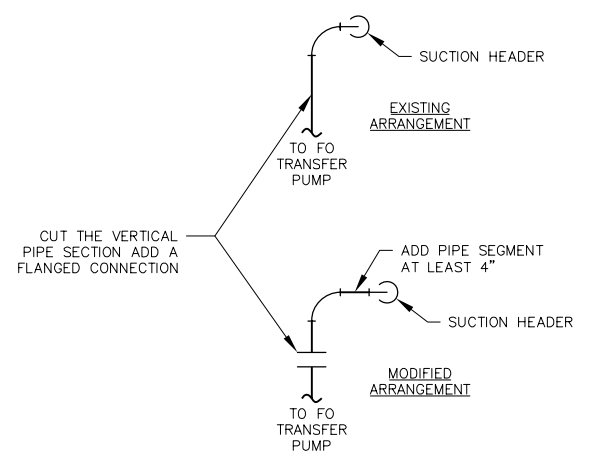 SUCTION HEADER
EXISTING
ARRANGEMENT
TO FO
TRANSFER
PUMP
CUT THE VERTICAL
PIPE SECTION ADD A
FLANGED CONNECTION
ADD PIPE SEGMENT
AT LEAST 4"
SUCTION HEADER
MODIFIED
ARRANGEMENT
TO FO
TRANSFER
PUMP